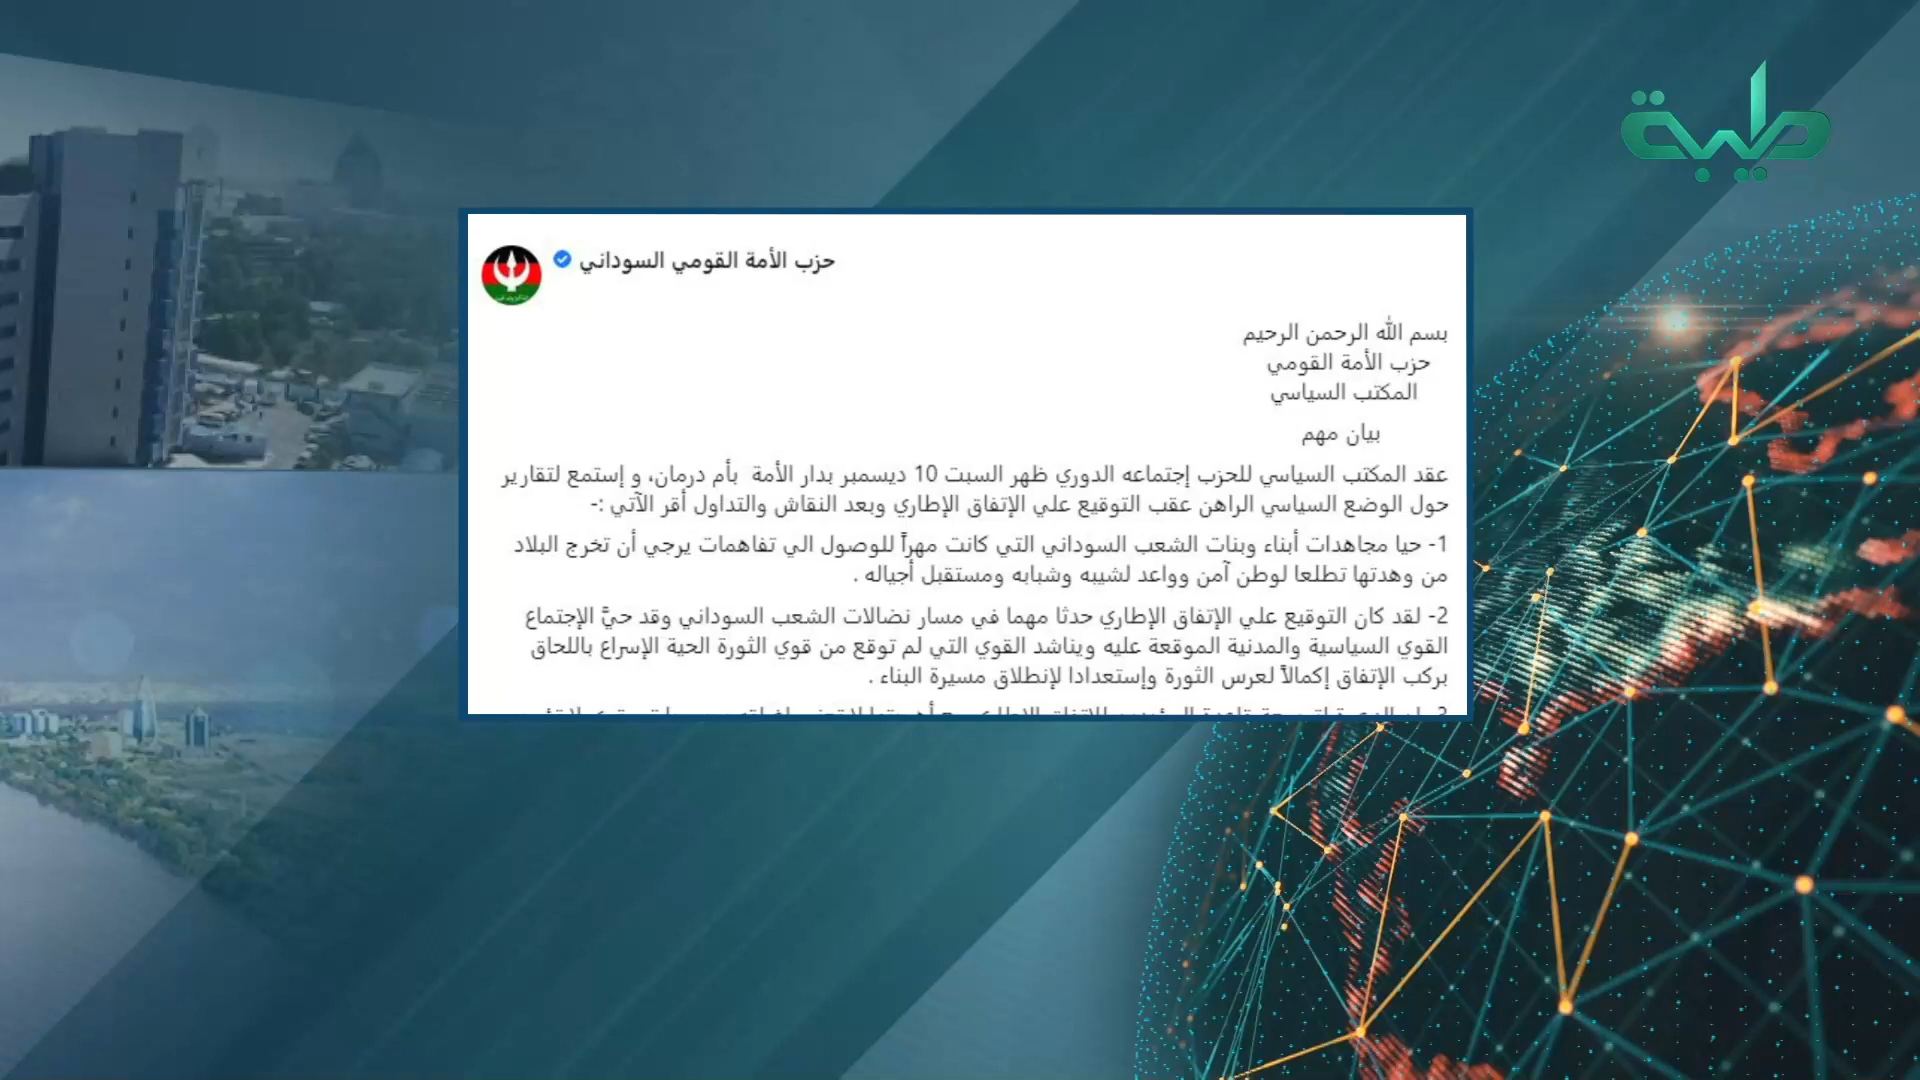 طيبة
حزب الأمة القومي السوداني
بسم الله الرحمن الرحيم
حزب الأمة القومي
المكتب السياسي
بيان مهم
عقد المكتب السياسي للحزب إجتماعه الدوري ظهر السبت 10 ديسمبر بدار الأمة بأم درمان، و إستمع لتقارير
حول الوضع السياسي الراهن عقب التوقيع علي الإتفاق الإطاري وبعد النقاش والتداول أقر الآتي :-
1- حيا مجاهدات أبناء وبنات الشعب السوداني التي كانت مهراً للوصول الي تفاهمات يرجي أن تخرج البلاد
من وهدتها تطلعا لوطن آمن وواعد لشيبه وشبابه ومستقبل أجياله .
2- لقد كان التوقيع علي الإتفاق الإطاري حدثا مهما في مسار نضالات الشعب السوداني وقد حيَّ الإجتماع
القوي السياسية والمدنية الموقعة عليه ويناشد القوي التي لم توقع من قوي الثورة الحية الإسراع باللحاق
بركب الإتفاق إكمالاً لعرس الثورة وإستعدادا لإنطلاق مسيرة البناء .